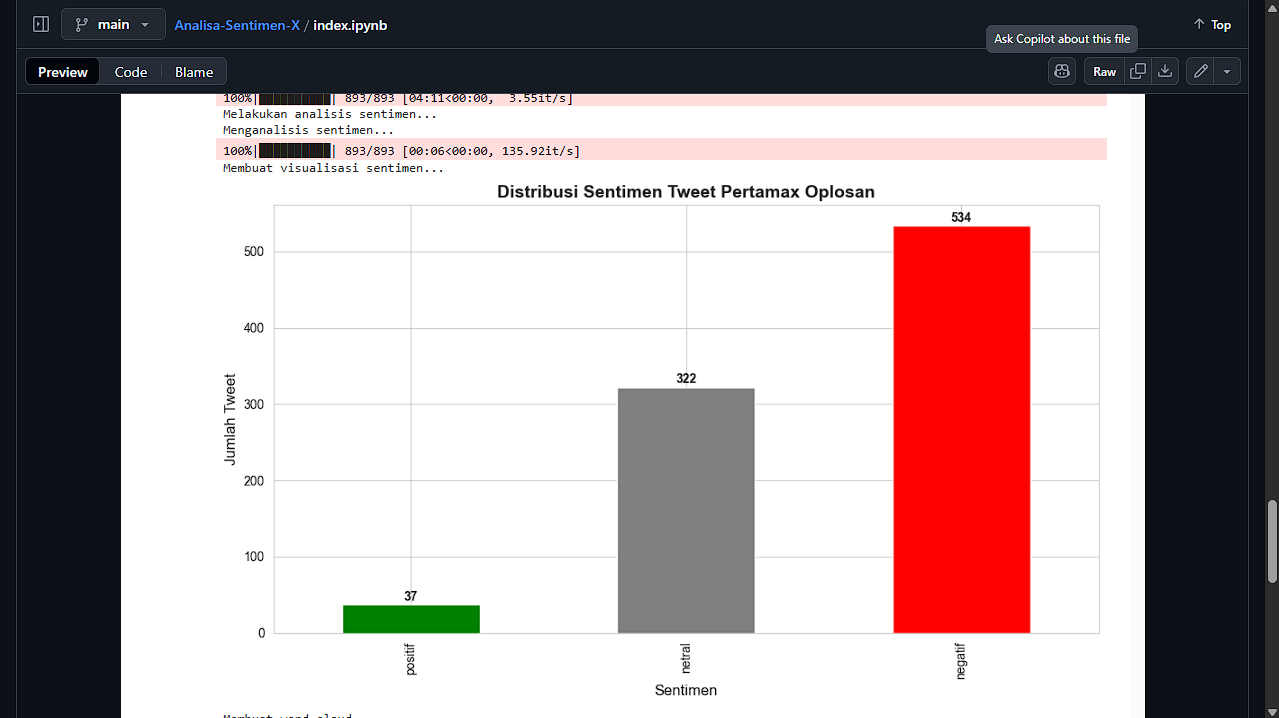 main
Analisa-Sentimen-X / index.ipynb
Top
Ask Copilot about this file
Preview
Code
Blame
Raw
100%|██████████| 893/893 [04:11<00:00,  3.55it/s]
Melakukan analisis sentimen...
Menganalisis sentimen...
100%|██████████| 893/893 [00:06<00:00, 135.92it/s]
Membuat visualisasi sentimen...
Distribusi Sentimen Tweet Pertamax Oplosan
534
500
400
322
300
Jumlah Tweet
200
100
37
0
positif
netral
negatif
Sentimen
Membuat word cloud